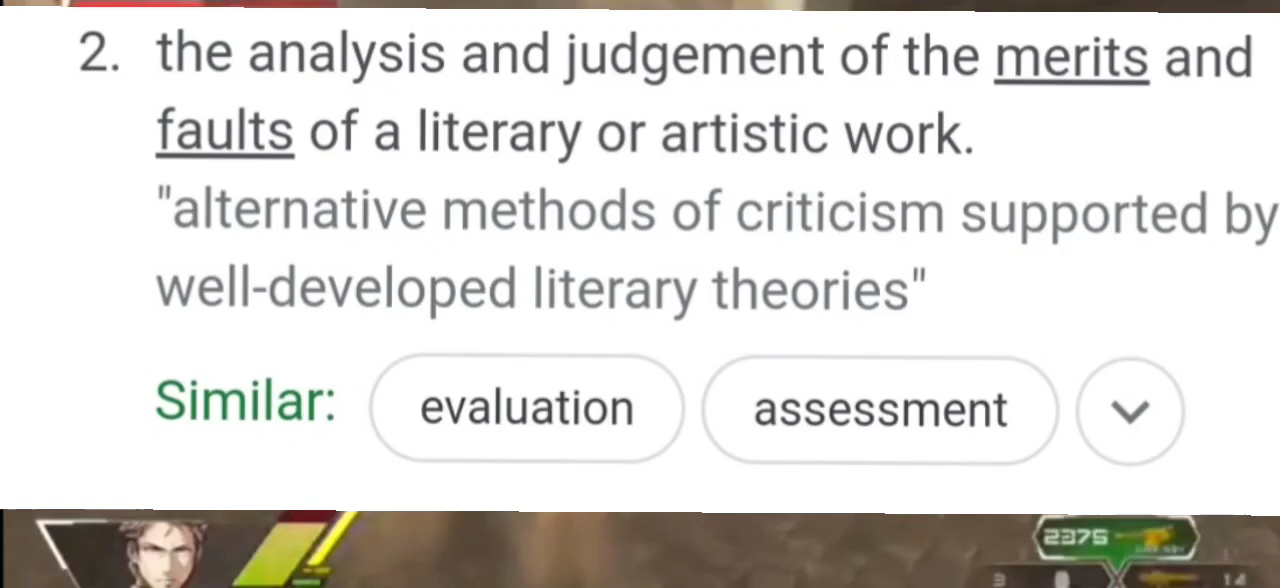 2. the analysis and judgement of the merits and
faults of a literary or artistic work.
"alternative methods of criticism supported by
well-developed literary theories"
Similar: evaluation assessment
2375